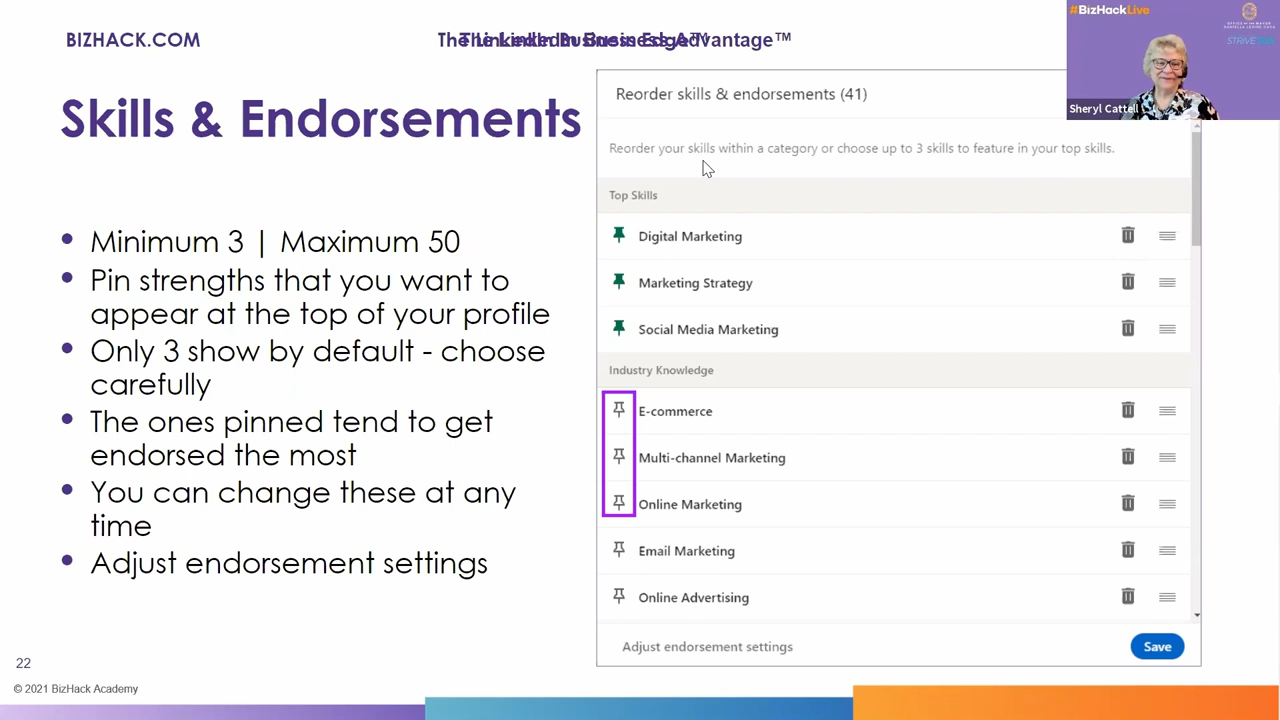 BIZHACK.COM
#BizHackLive
Sheryl Cattell
Skills & Endorsements
• Minimum 3 | Maximum 50
• Pin strengths that you want to
appear at the top of your profile
• Only 3 show by default - choose
carefully
• The ones pinned tend to get
endorsed the most
• You can change these at any
time
• Adjust endorsement settings
Reorder skills & endorsements (41)
Reorder your skills within a category or choose up to 3 skills to feature in your top skills.
Top Skills
Digital Marketing
Marketing Strategy
Social Media Marketing
Industry Knowledge
E-commerce
Multi-channel Marketing
Online Marketing
Email Marketing
Online Advertising
Adjust endorsement settings
Save
22
© 2021 BizHack Academy